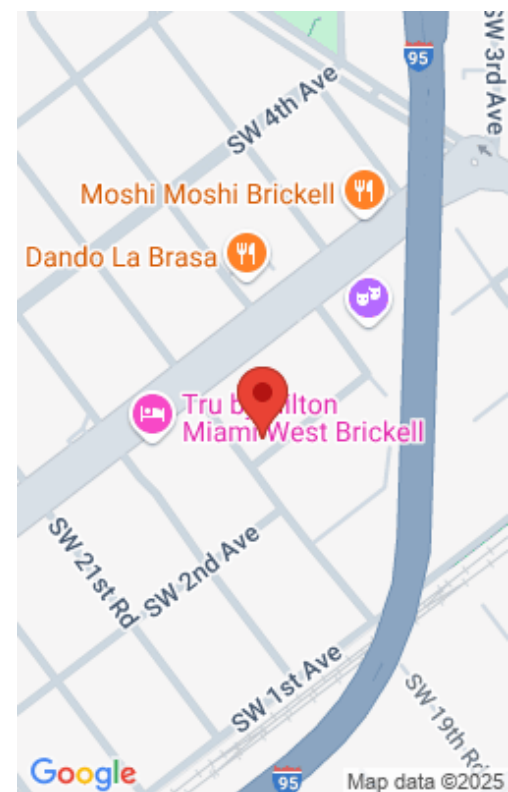 95
SW 3rd Ave
SW 4th Ave
Moshi Moshi Brickell
Dando La Brasa
Tru by Hilton
Miami West Brickell
SW 21st Rd
SW 2nd Ave
SW 1st Ave
SW 19th Rd
Google
95
Map data ©2025